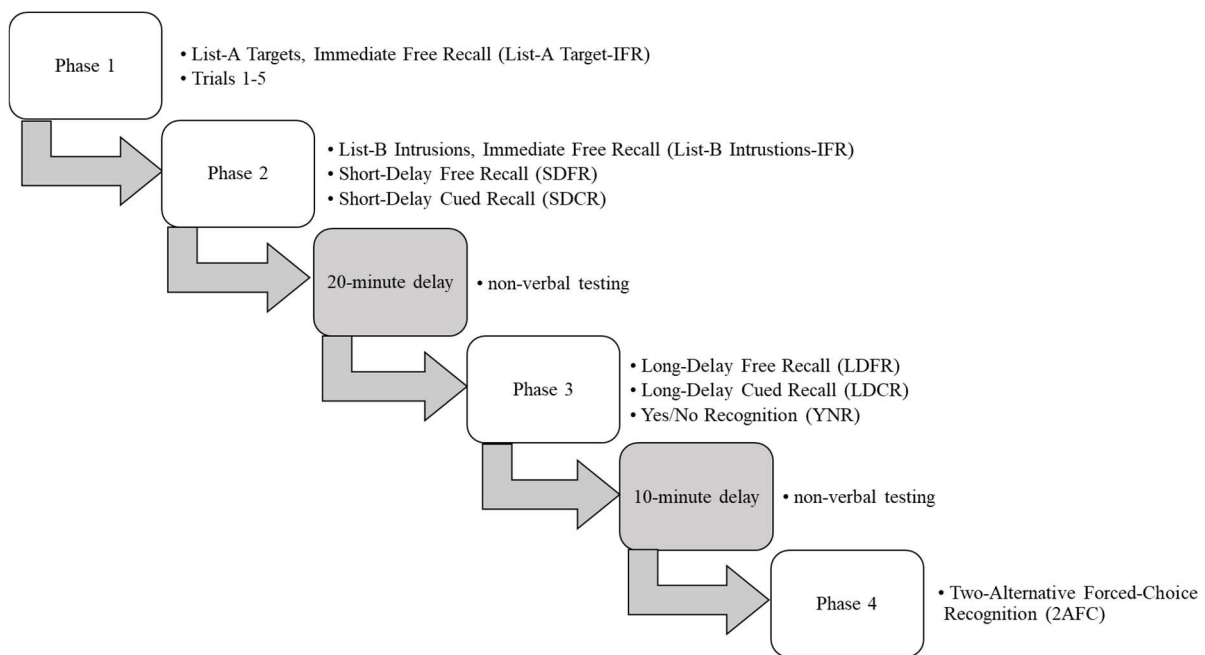 Phase 1
• List-A Targets, Immediate Free Recall (List-A Target-IFR)
• Trials 1-5
Phase 2
• List-B Intrusions, Immediate Free Recall (List-B Intrustions-IFR)
• Short-Delay Free Recall (SDFR)
• Short-Delay Cued Recall (SDCR)
20-minute delay
• non-verbal testing
Phase 3
• Long-Delay Free Recall (LDFR)
• Long-Delay Cued Recall (LDCR)
• Yes/No Recognition (YNR)
10-minute delay
• non-verbal testing
Phase 4
• Two-Alternative Forced-Choice
Recognition (2AFC)